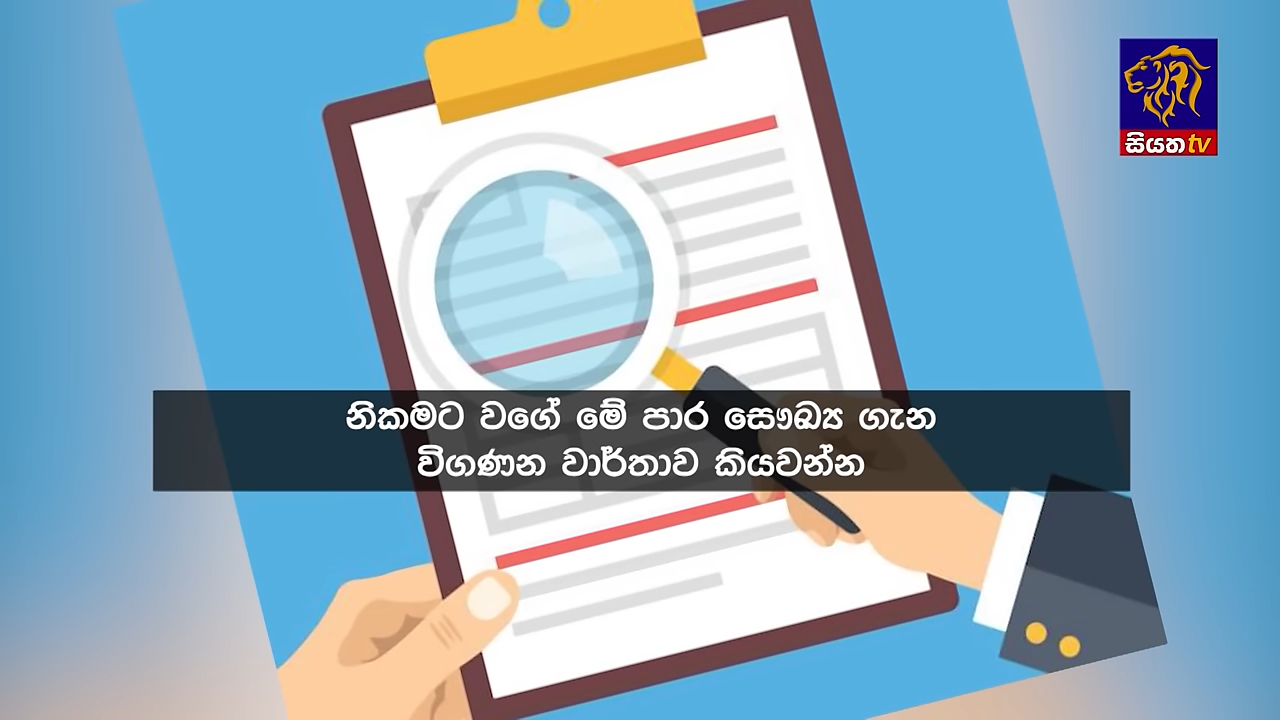 සියත tv
නිකමට වගේ මේ පාර සෞඛ්‍ය ගැන
විගණන වාර්තාව කියවන්න